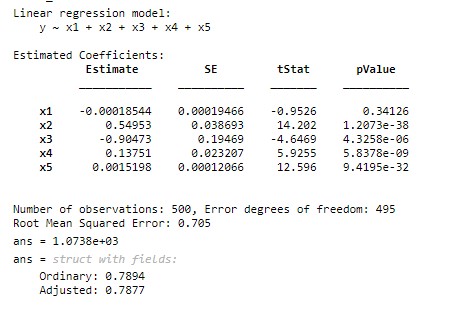 Linear regression model:
y ~ x1 + x2 + x3 + x4 + x5
Estimated Coefficients:
Estimate SE tStat pValue
x1 -0.00018544 0.00019466 -0.9526 0.34126
x2 0.54953 0.038693 14.202 1.2073e-38
x3 -0.90473 0.19469 -4.6469 4.3258e-06
x4 0.13751 0.023207 5.9255 5.8378e-09
x5 0.0015198 0.00012066 12.596 9.4195e-32
Number of observations: 500, Error degrees of freedom: 495
Root Mean Squared Error: 0.705
ans = 1.0738e+03
ans = struct with fields:
Ordinary: 0.7894
Adjusted: 0.7877